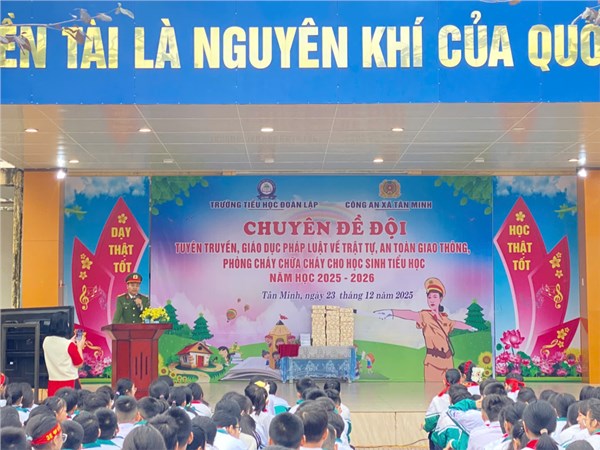 ỀN TÀI LÀ NGUYÊN KHÍ CỦA QUỐ
TRƯỜNG TIỂU HỌC ĐOÀN LẬP
CÔNG AN XÃ TÂN MINH
CHUYÊN ĐỀ ĐỘI
TUYÊN TRUYỀN, GIÁO DỤC PHÁP LUẬT VỀ TRẬT TỰ, AN TOÀN GIAO THÔNG,
PHÒNG CHÁY CHỮA CHÁY CHO HỌC SINH TIỂU HỌC
NĂM HỌC 2025 - 2026
Tân Minh, ngày 23 tháng 12 năm 2025
DẠY
THẬT
TỐT
HỌC
THẬT
TỐT